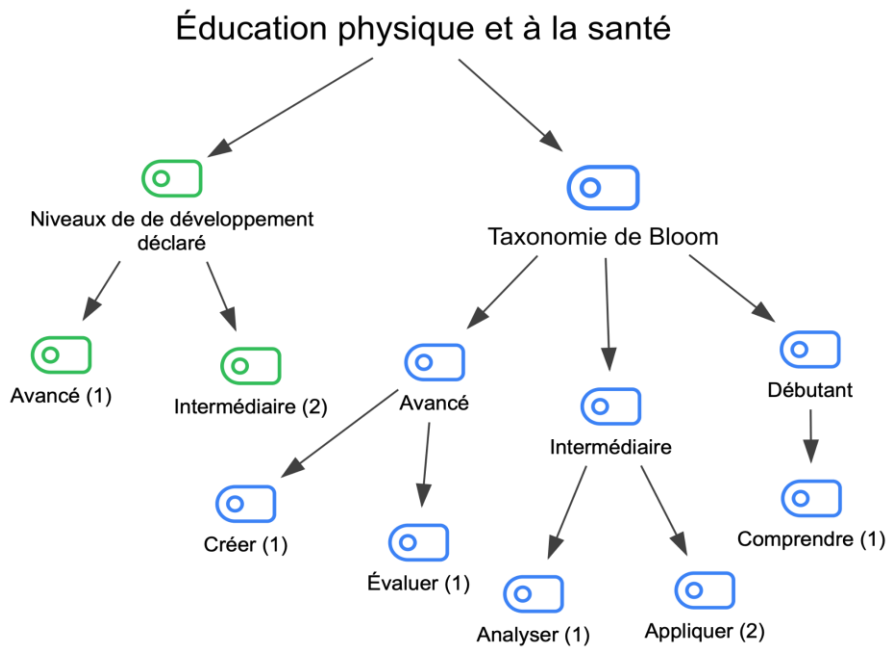 Éducation physique et à la santé
Niveaux de de développement
déclaré
Taxonomie de Bloom
Avancé (1)
Intermédiaire (2)
Avancé
Intermédiaire
Débutant
Créer (1)
Évaluer (1)
Analyser (1)
Appliquer (2)
Comprendre (1)